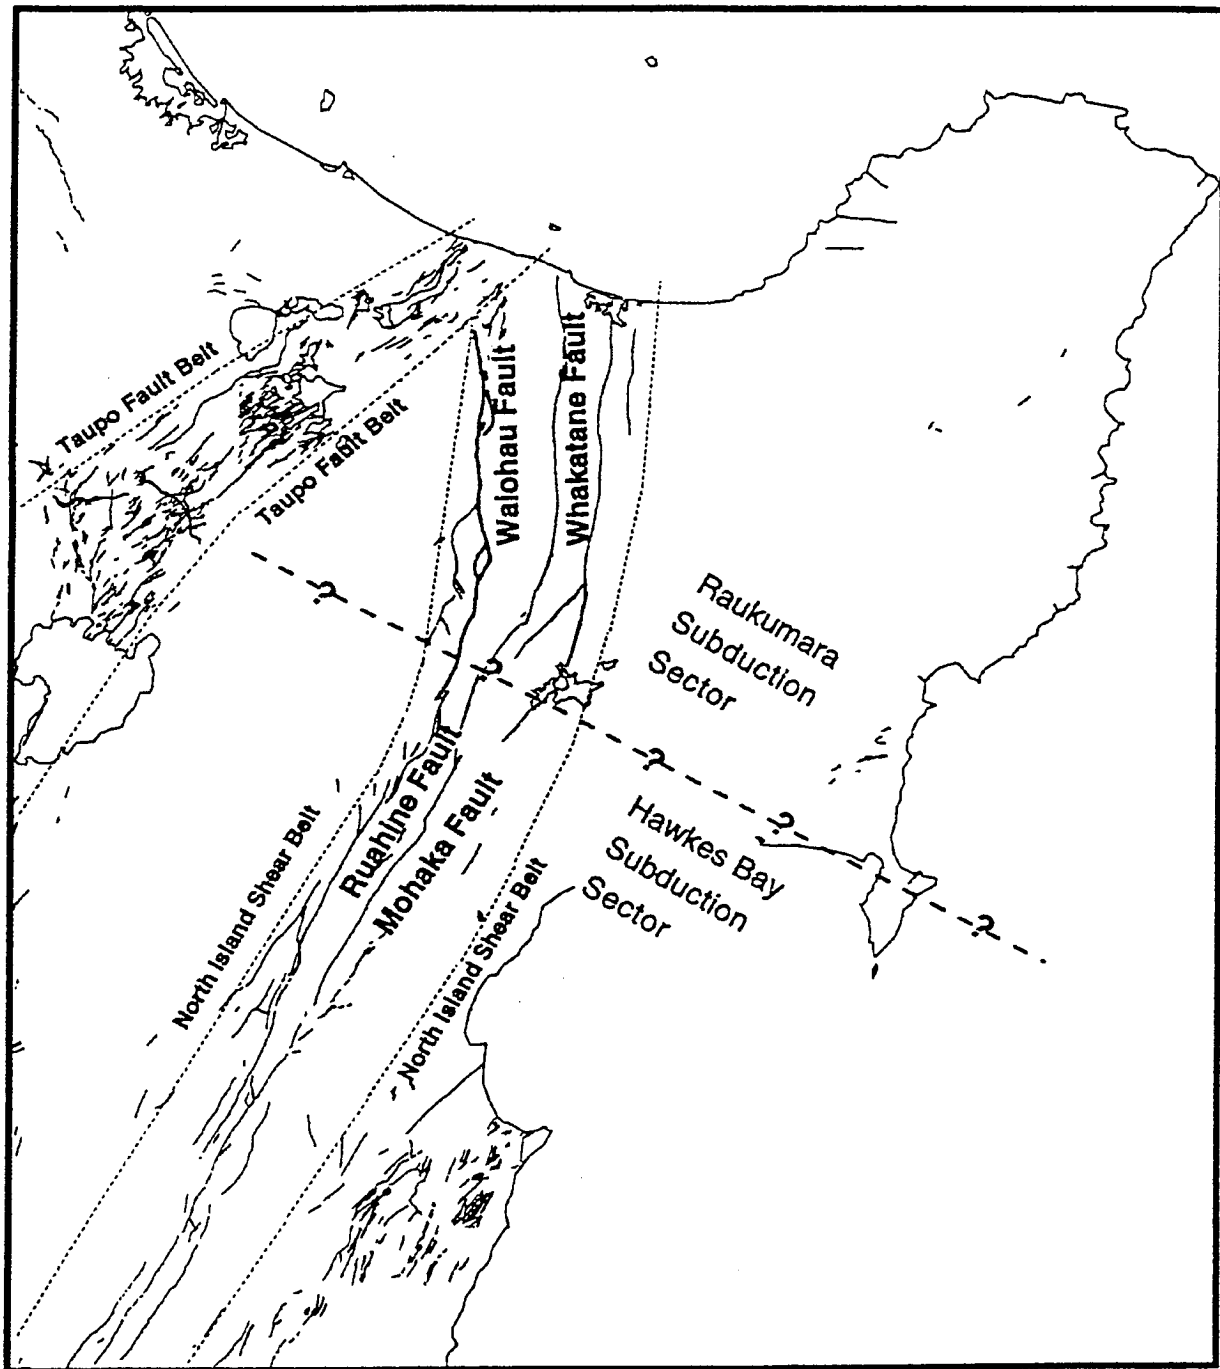 Taupo Fault Belt
Taupo Fault Belt
Walohau Fault
Whakatane Fault
?
Raukumara
Subduction
Sector
?
?
?
Hawkes Bay
Subduction
Sector
?
Ruahine Fault
Mohaka Fault
North Island Shear Belt
North Island Shear Belt